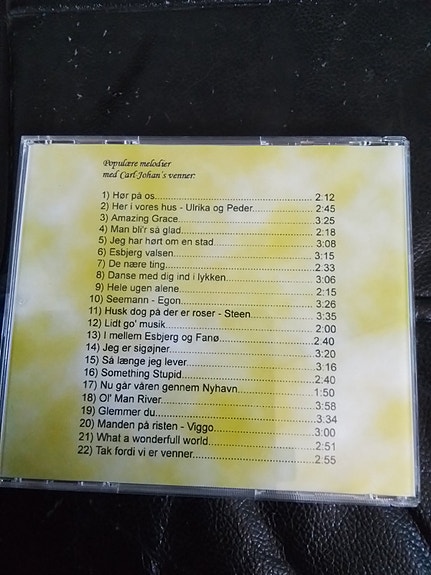 Populære melodier
med Carl-Johan's venner:
1) Hør på os.................................................. 2:12
2) Her i vores hus - Ulrika og Peder................ 2:45
3) Amazing Grace............................................ 3:25
4) Man bli'r så glad.......................................... 2:18
5) Jeg har hørt om en stad............................... 3:08
6) Esbjerg valsen............................................. 3:15
7) De nære ting................................................ 2:33
8) Danse med dig ind i lykken.......................... 3:06
9) Hele ugen alene........................................... 2:15
10) Seemann - Egon......................................... 3:26
11) Husk dog på der er roser - Steen................ 3:35
12) Lidt go' musik............................................. 2:00
13) I mellem Esbjerg og Fanø........................... 2.40
14) Jeg er sigøjner............................................ 3:20
15) Så længe jeg lever...................................... 3:16
16) Something Stupid....................................... 2:40
17) Nu går våren gennem Nyhavn.................... 1:50
18) Ol' Man River.............................................. 3:58
19) Glemmer du................................................ 3:34
20) Manden på risten - Viggo........................... 3:00
21) What a wonderfull world............................. 2:51
22) Tak fordi vi er venner.................................. 2:55